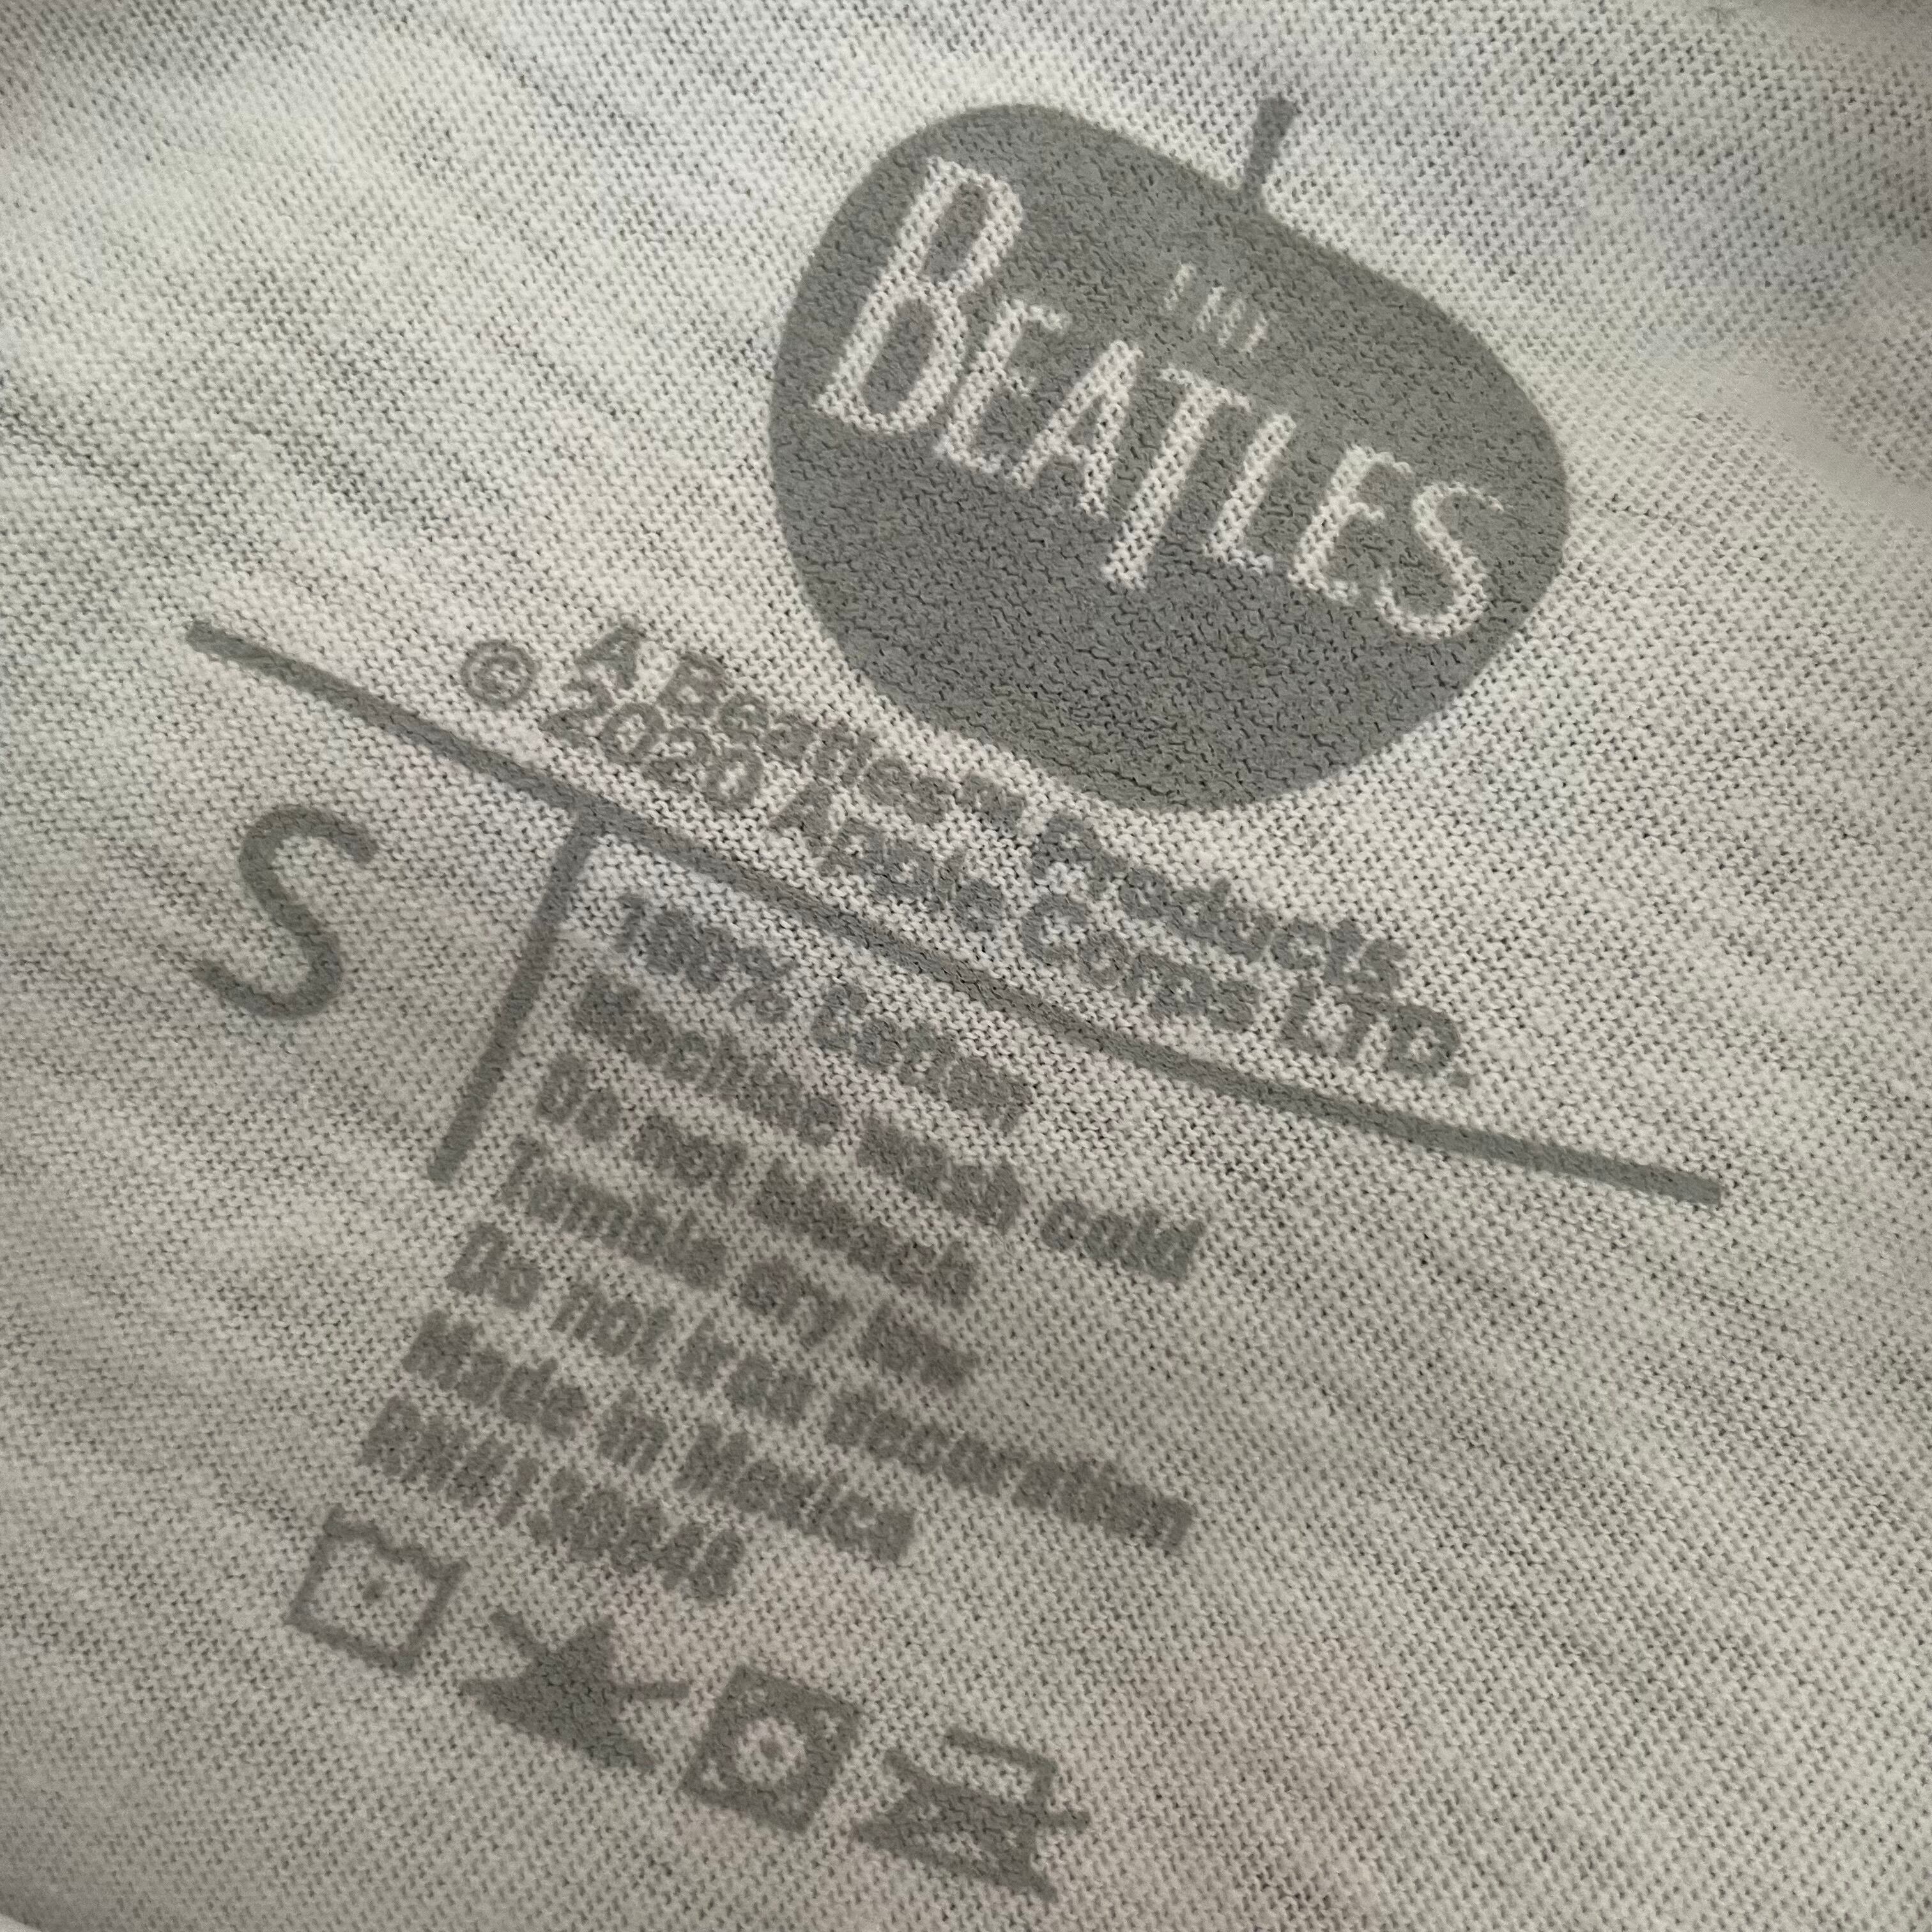 THE
BEATLES
A Beatles™ Products
© 2020 Apple Corps LTD.
S
100% Cotton
Machine wash cold
Do not bleach
Tumble dry low
Do not iron decoration
Made in Mexico